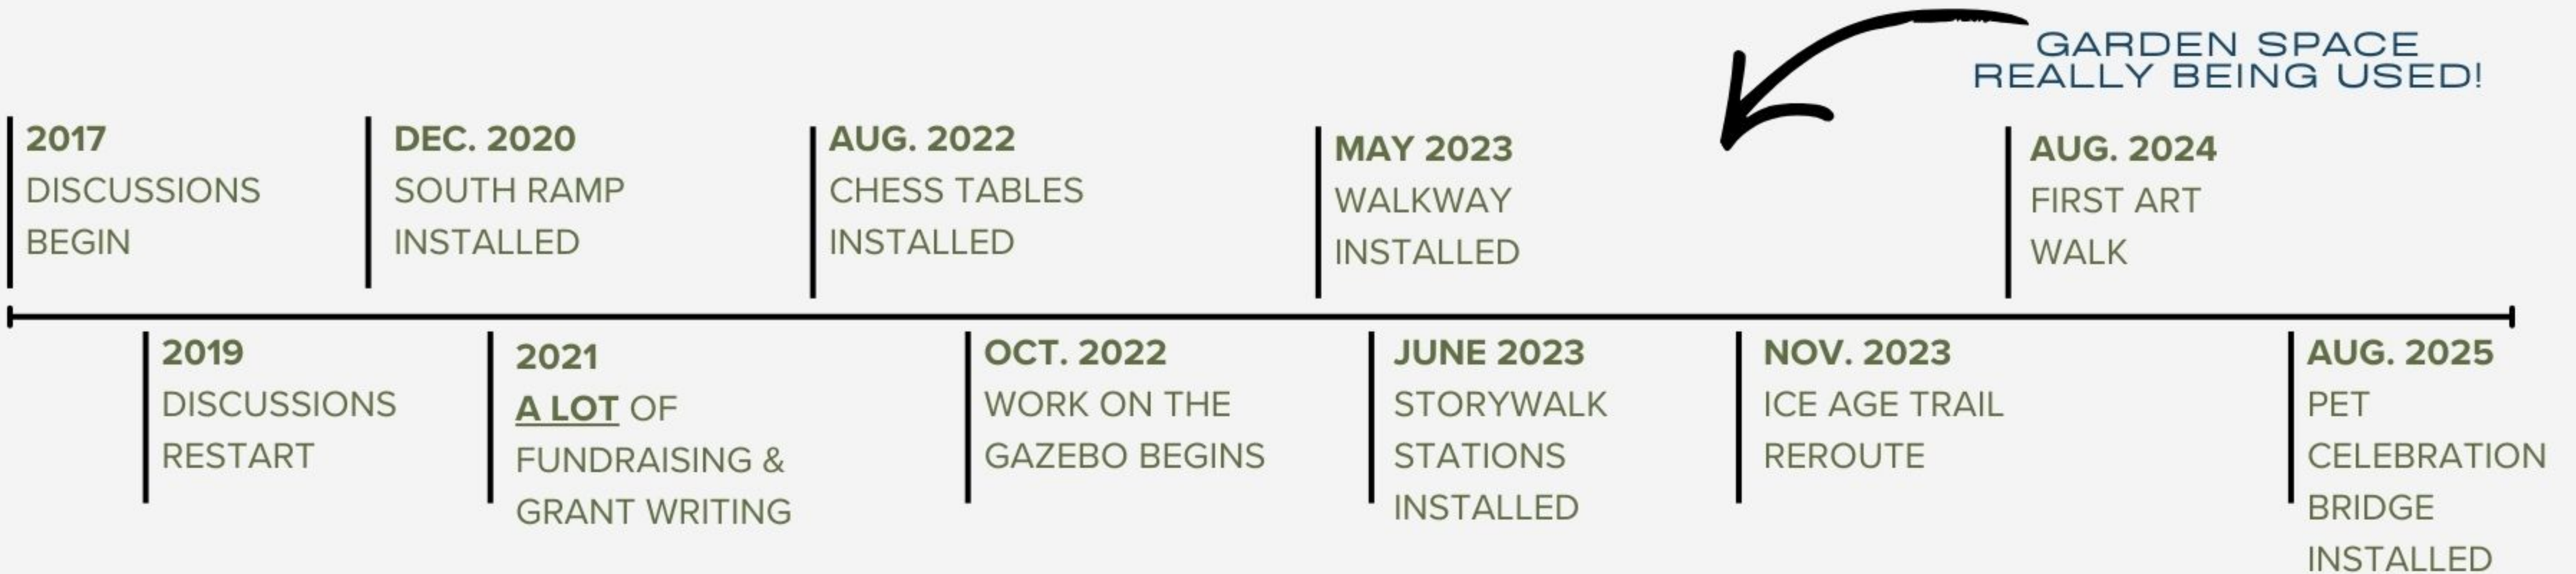 GARDEN SPACE
REALLY BEING USED!
2017
DISCUSSIONS
BEGIN
DEC. 2020
SOUTH RAMP
INSTALLED
AUG. 2022
CHESS TABLES
INSTALLED
MAY 2023
WALKWAY
INSTALLED
AUG. 2024
FIRST ART
WALK
2019
DISCUSSIONS
RESTART
2021
A LOT OF
FUNDRAISING &
GRANT WRITING
OCT. 2022
WORK ON THE
GAZEBO BEGINS
JUNE 2023
STORYWALK
STATIONS
INSTALLED
NOV. 2023
ICE AGE TRAIL
REROUTE
AUG. 2025
PET
CELEBRATION
BRIDGE
INSTALLED